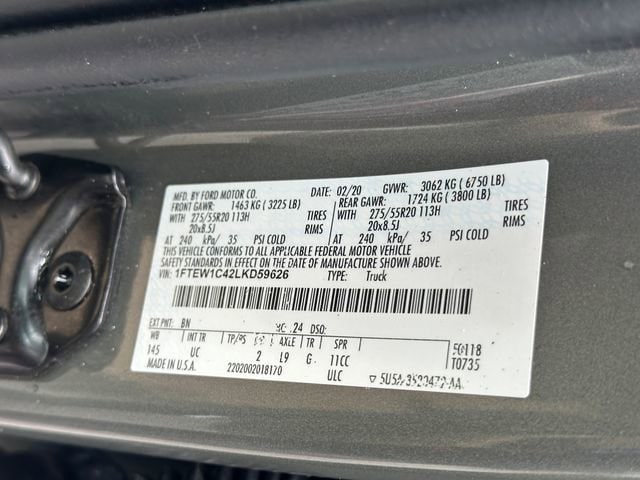 MFD. BY FORD MOTOR CO. DATE: 02/20 GVWR: 3062 KG ( 6750 LB)
FRONT GAWR: 1463 KG ( 3225 LB) REAR GAWR: 1724 KG ( 3800 LB)
WITH 275/55R20 113H TIRES WITH 275/55R20 113H TIRES
20x8.5J RIMS 20x8.5J RIMS
AT 240 kPa/ 35 PSI COLD AT 240 kPa/ 35 PSI COLD
THIS VEHICLE CONFORMS TO ALL APPLICABLE FEDERAL MOTOR VEHICLE
SAFETY STANDARDS IN EFFECT ON THE DATE OF MANUFACTURE SHOWN ABOVE.
VIN: 1FTEW1C42LKD59626 TYPE: Truck
EXT PNT: BN 24 DSO:
WB INT TR TP/PS AXLE TR SPR 50118
145 UC 2 L9 G 11CC T0735
MADE IN U.S.A. 2202002018120 ULC